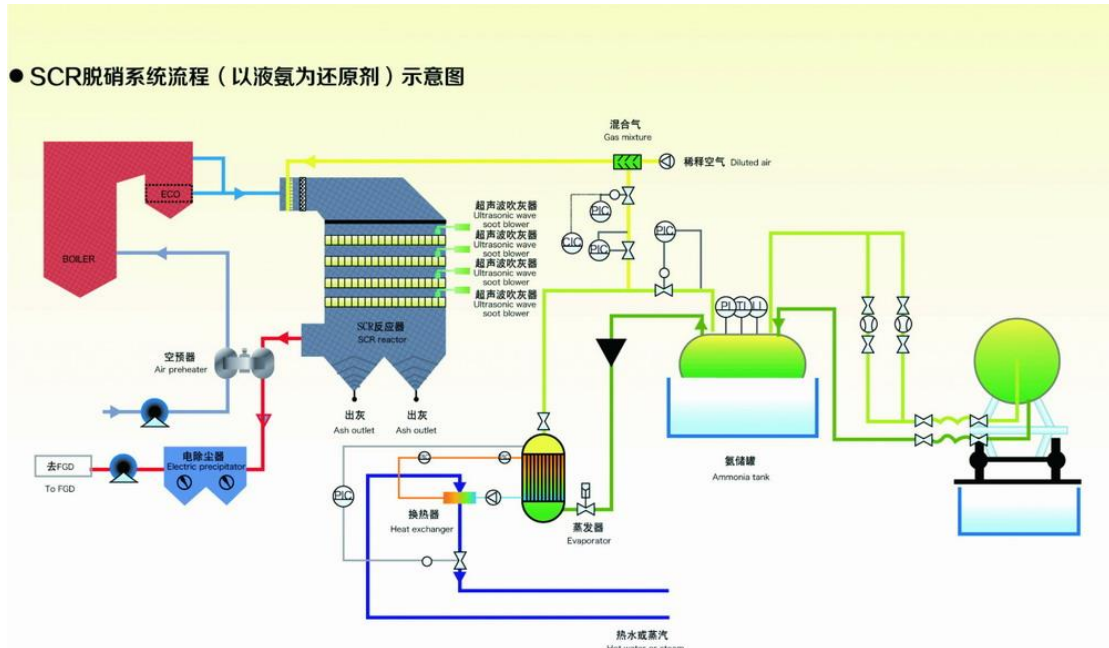 ● SCR脱硝系统流程（以液氨为还原剂）示意图
混合气
Gas mixture
稀释空气 Diluted air
ECO
BOILER
超声波吹灰器
Ultrasonic wave
soot blower
超声波吹灰器
Ultrasonic wave
soot blower
超声波吹灰器
Ultrasonic wave
soot blower
超声波吹灰器
Ultrasonic wave
soot blower
PIC
CIC
PIC
PIC
PI
TI
LI
SCR反应器
SCR reactor
空预器
Air preheater
出灰
Ash outlet
出灰
Ash outlet
电除尘器
Electric precipitator
去FGD
To FGD
氨储罐
Ammonia tank
PIC
换热器
Heat exchanger
蒸发器
Evaporator
热水或蒸汽
Hot water or steam